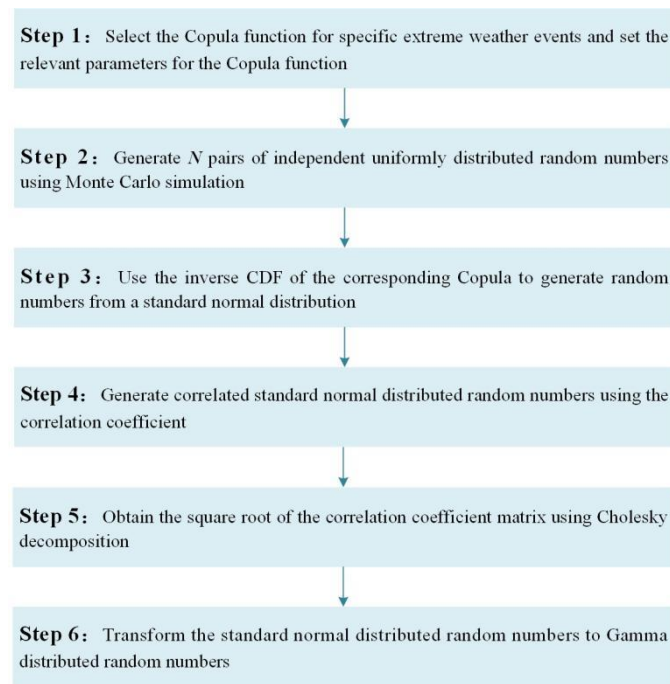 Step 1：Select the Copula function for specific extreme weather events and set the
relevant parameters for the Copula function
Step 2：Generate N pairs of independent uniformly distributed random numbers
using Monte Carlo simulation
Step 3：Use the inverse CDF of the corresponding Copula to generate random
numbers from a standard normal distribution
Step 4：Generate correlated standard normal distributed random numbers using the
correlation coefficient
Step 5：Obtain the square root of the correlation coefficient matrix using Cholesky
decomposition
Step 6：Transform the standard normal distributed random numbers to Gamma
distributed random numbers